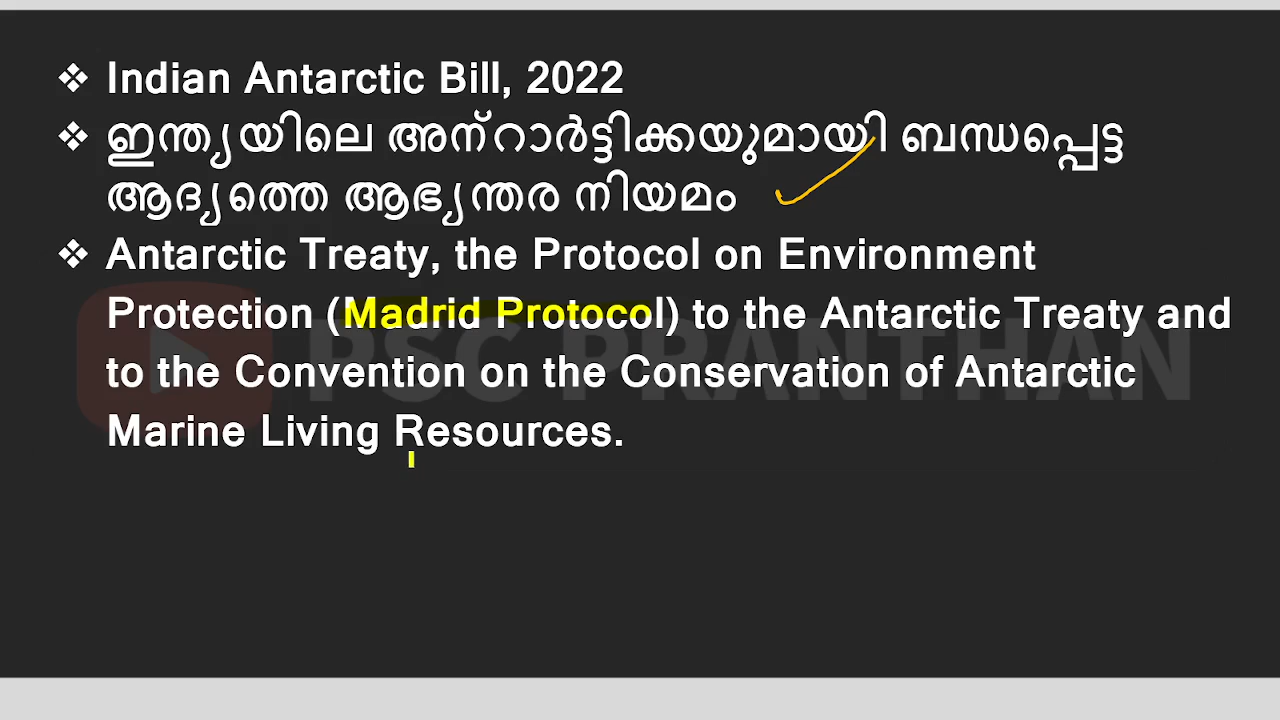 ❖ Indian Antarctic Bill, 2022
❖ ഇന്ത്യയിലെ അന്റാർട്ടിക്കയുമായി ബന്ധപ്പെട്ട
ആദ്യത്തെ ആഭ്യന്തര നിയമം
❖ Antarctic Treaty, the Protocol on Environment
Protection (Madrid Protocol) to the Antarctic Treaty and
to the Convention on the Conservation of Antarctic
Marine Living Resources.
PSC PRANTHAN